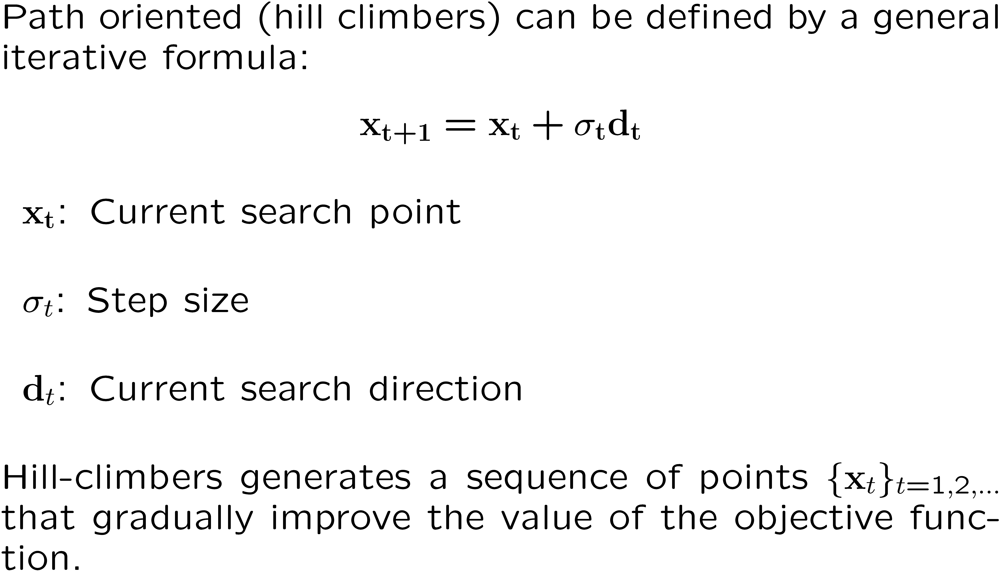 Path oriented (hill climbers) can be defined by a general
iterative formula:
$\mathbf{x_{t+1}} = \mathbf{x_t} + \sigma_{\mathbf{t}}\mathbf{d_t}$
$\mathbf{x_t}$: Current search point
$\sigma_t$: Step size
$\mathbf{d}_t$: Current search direction
Hill-climbers generates a sequence of points $\{\mathbf{x}_t\}_{t=1,2,\ldots}$
that gradually improve the value of the objective func-
tion.